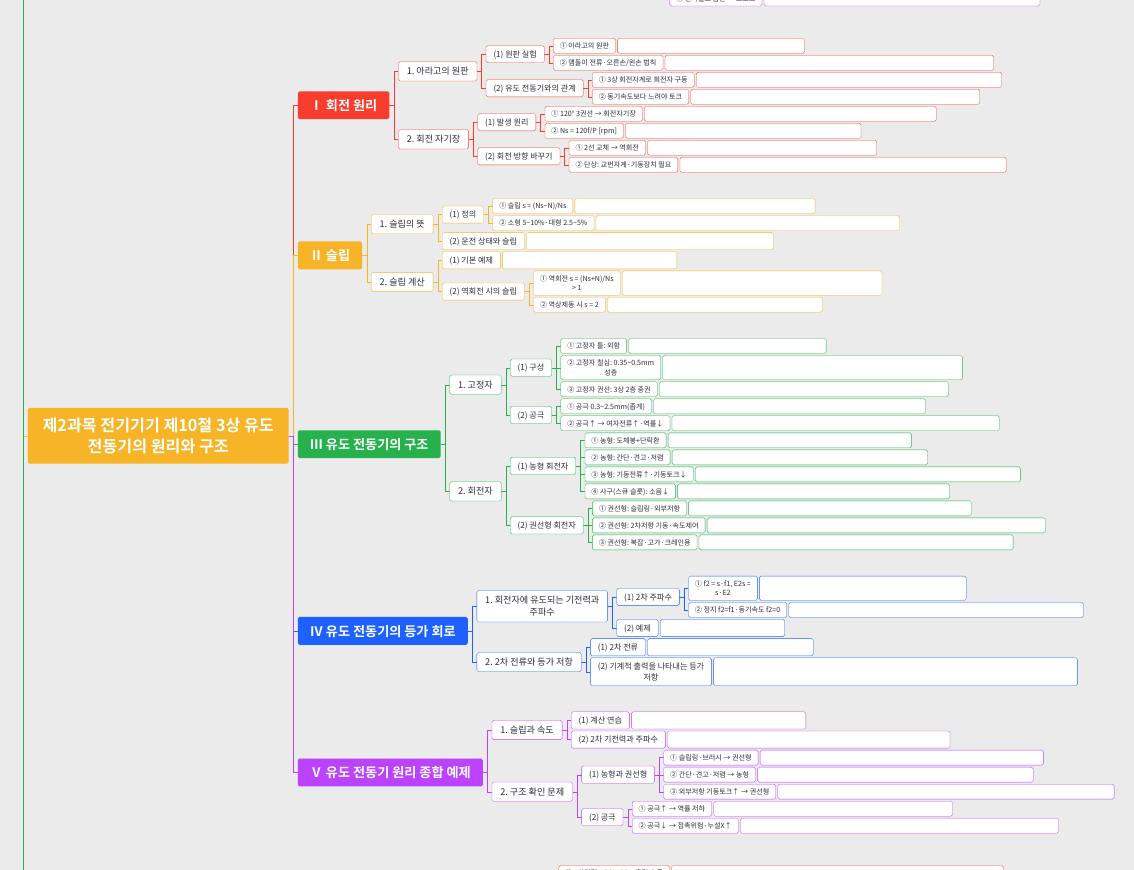 제2과목 전기기기 제10절 3상 유도
전동기의 원리와 구조
Ⅰ 회전 원리
1. 아라고의 원판
(1) 원판 실험
① 아라고의 원판
② 맴돌이 전류·오른손/왼손 법칙
(2) 유도 전동기와의 관계
① 3상 회전자계로 회전자 구동
② 동기속도보다 느려야 토크
2. 회전 자기장
(1) 발생 원리
① 120° 3권선 → 회전자기장
② Ns = 120f/P [rpm]
(2) 회전 방향 바꾸기
① 2선 교체 → 역회전
② 단상: 교번자계·기동장치 필요
Ⅱ 슬립
1. 슬립의 뜻
(1) 정의
① 슬립 s = (Ns−N)/Ns
② 소형 5~10%·대형 2.5~5%
(2) 운전 상태와 슬립
2. 슬립 계산
(1) 기본 예제
(2) 역회전 시의 슬립
① 역회전 s = (Ns+N)/Ns
> 1
② 역상제동 시 s = 2
Ⅲ 유도 전동기의 구조
1. 고정자
(1) 구성
① 고정자 틀: 외함
② 고정자 철심: 0.35~0.5mm
성층
③ 고정자 권선: 3상 2층 중권
(2) 공극
① 공극 0.3~2.5mm(좁게)
② 공극↑ → 여자전류↑·역률↓
2. 회전자
(1) 농형 회전자
① 농형: 도체봉+단락환
② 농형: 간단·견고·저렴
③ 농형: 기동전류↑·기동토크↓
④ 사구(스큐 슬롯): 소음↓
(2) 권선형 회전자
① 권선형: 슬립링·외부저항
② 권선형: 2차저항 기동·속도제어
③ 권선형: 복잡·고가·크레인용
Ⅳ 유도 전동기의 등가 회로
1. 회전자에 유도되는 기전력과
주파수
(1) 2차 주파수
① f2 = s·f1, E2s =
s·E2
② 정지 f2=f1·동기속도 f2=0
(2) 예제
2. 2차 전류와 등가 저항
(1) 2차 전류
(2) 기계적 출력을 나타내는 등가
저항
Ⅴ 유도 전동기 원리 종합 예제
1. 슬립과 속도
(1) 계산 연습
(2) 2차 기전력과 주파수
2. 구조 확인 문제
(1) 농형과 권선형
① 슬립링·브러시 → 권선형
② 간단·견고·저렴 → 농형
③ 외부저항 기동토크↑ → 권선형
(2) 공극
① 공극↑ → 역률 저하
② 공극↓ → 접촉위험·누설X↑